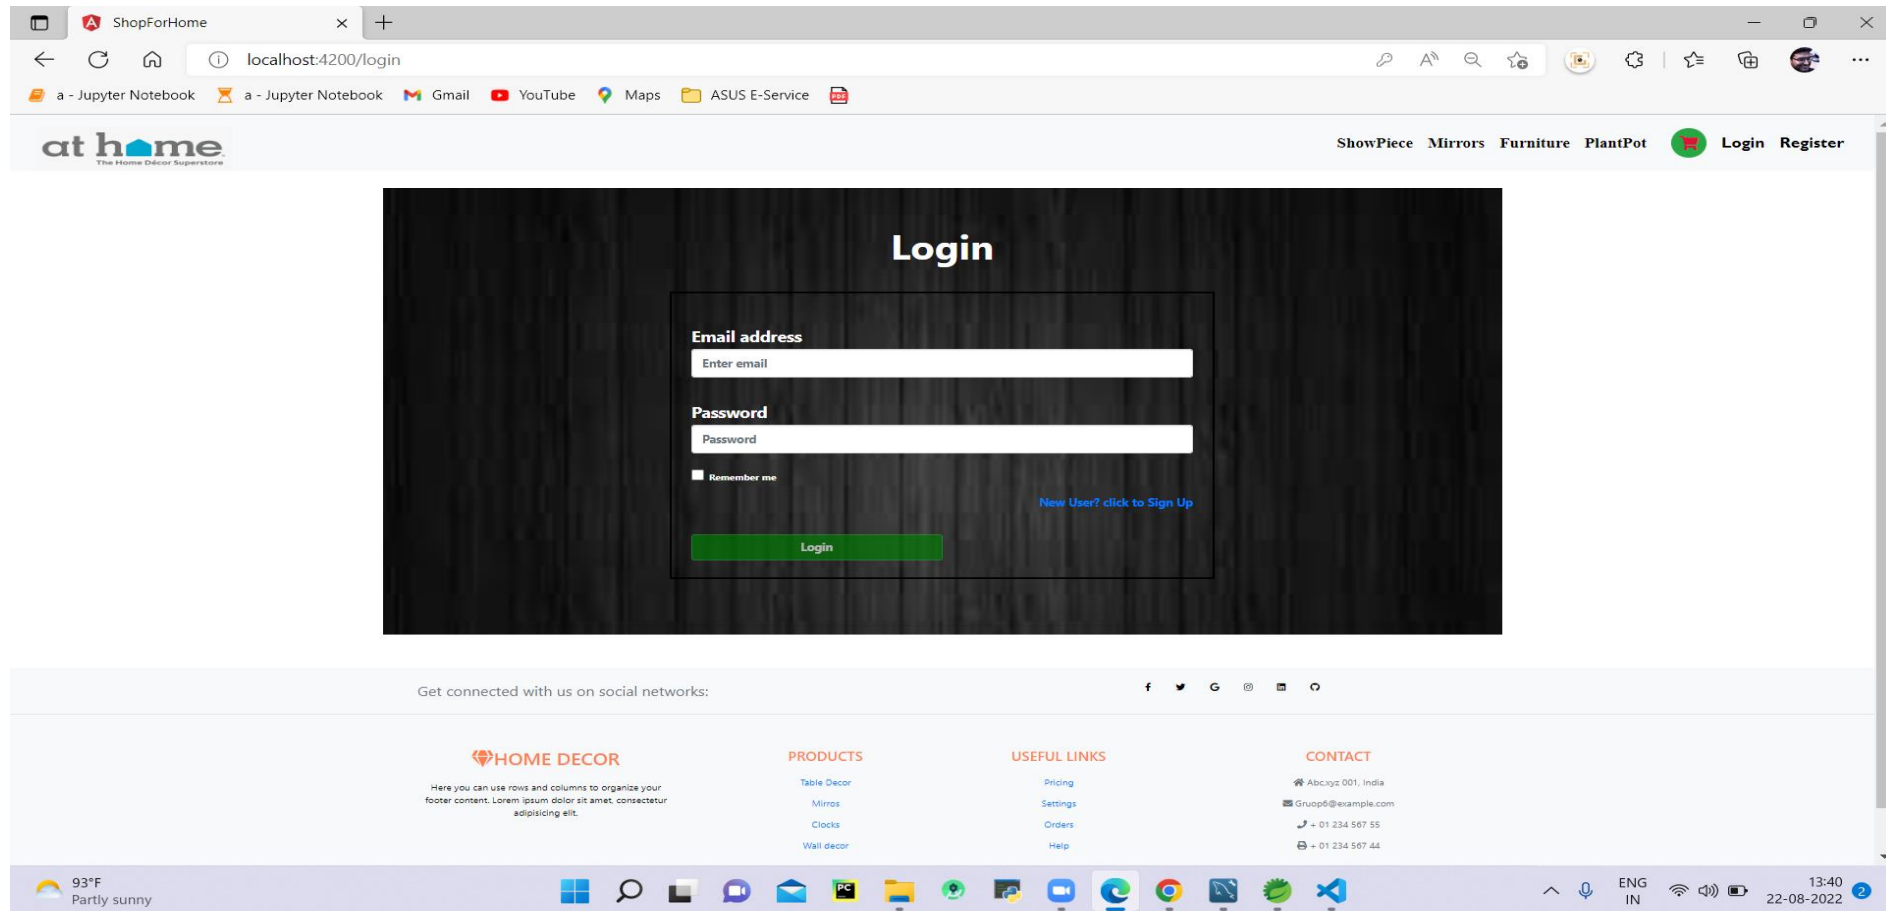 ShopForHome
localhost:4200/login
a - Jupyter Notebook a - Jupyter Notebook Gmail YouTube Maps ASUS E-Service PDF
at home.
The Home Décor Superstore
ShowPiece Mirrors Furniture PlantPot Login Register
Login
Email address
Enter email
Password
Password
Remember me
New User? click to Sign Up
Login
Get connected with us on social networks:
HOME DECOR
Here you can use rows and columns to organize your
footer content. Lorem ipsum dolor sit amet, consectetur
adipisicing elit.
PRODUCTS
Table Decor
Mirros
Clocks
Wall decor
USEFUL LINKS
Pricing
Settings
Orders
Help
CONTACT
Abc,xyz 001, India
Gruop6@example.com
+ 01 234 567 55
+ 01 234 567 44
93°F
Partly sunny
PC
ENG
IN
13:40
22-08-2022
2